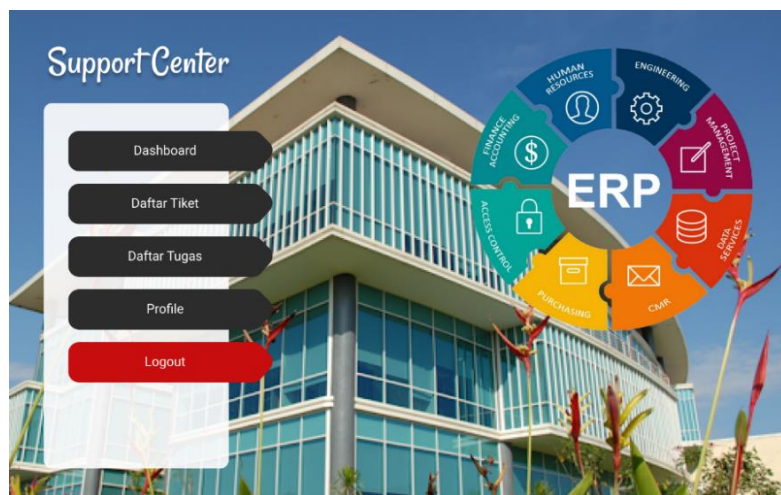 Support Center
Dashboard
Daftar Tiket
Daftar Tugas
Profile
Logout
ERP
HUMAN
RESOURCES
ENGINEERING
PROJECT
MANAGEMENT
DATA
SERVICES
CMR
PURCHASING
ACCESS CONTROL
FINANCE
ACCOUNTING
$